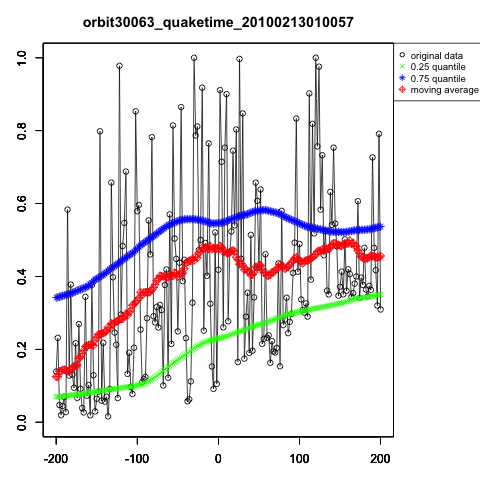 orbit30063_quaketime_20100213010057
original data
0.25 quantile
0.75 quantile
moving average
1.0
0.8
0.6
0.4
0.2
0.0
-200 -100 0 100 200